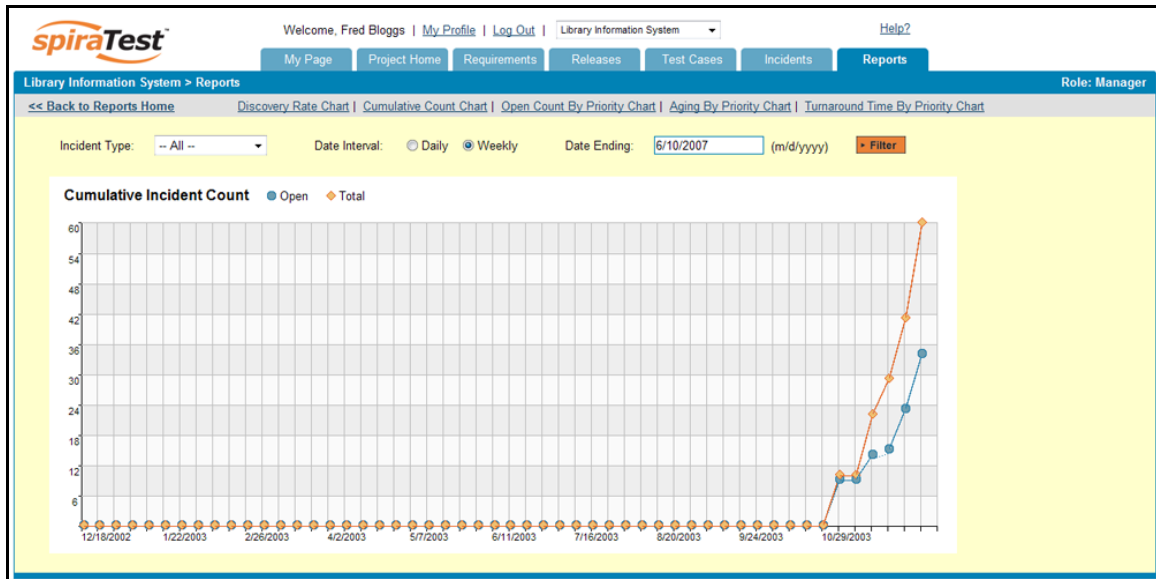 spiraTest™
Welcome, Fred Bloggs | My Profile | Log Out | Library Information System Help?
My Page Project Home Requirements Releases Test Cases Incidents Reports
Library Information System > Reports Role: Manager
<< Back to Reports Home Discovery Rate Chart | Cumulative Count Chart | Open Count By Priority Chart | Aging By Priority Chart | Turnaround Time By Priority Chart
Incident Type: -- All -- Date Interval: Daily Weekly Date Ending: 6/10/2007 (m/d/yyyy) Filter
Cumulative Incident Count Open Total
60
54
48
42
36
30
24
18
12
6
12/18/2002 1/22/2003 2/26/2003 4/2/2003 5/7/2003 6/11/2003 7/16/2003 8/20/2003 9/24/2003 10/29/2003